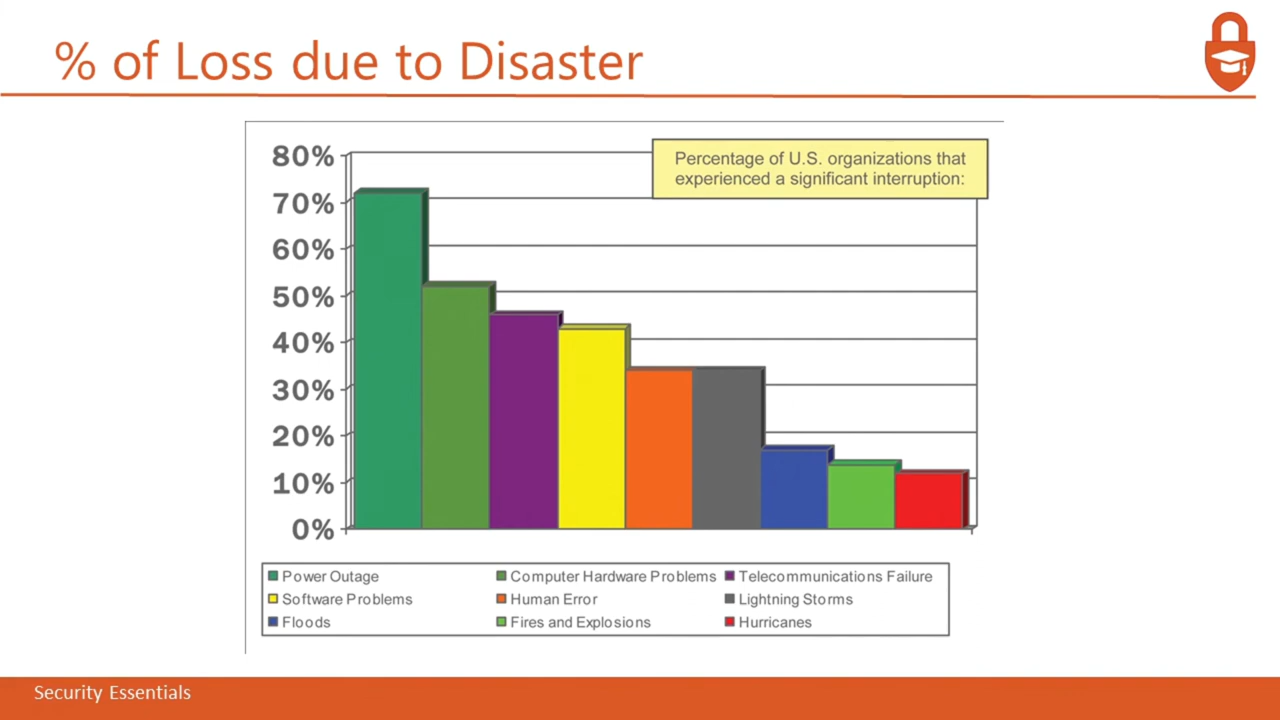 % of Loss due to Disaster
Percentage of U.S. organizations that
experienced a significant interruption:
80%
70%
60%
50%
40%
30%
20%
10%
0%
Power Outage Computer Hardware Problems Telecommunications Failure
Software Problems Human Error Lightning Storms
Floods Fires and Explosions Hurricanes
Security Essentials